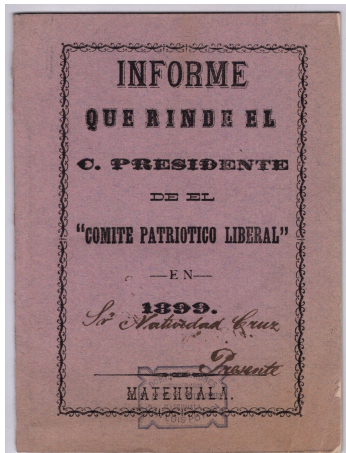 INFORME
QUE RINDE EL
C. PRESIDENTE
DE EL
"COMITE PATRIOTICO LIBERAL"
—EN—
1899.
Sr Natividad Cruz
Presente
MATEHUALA.